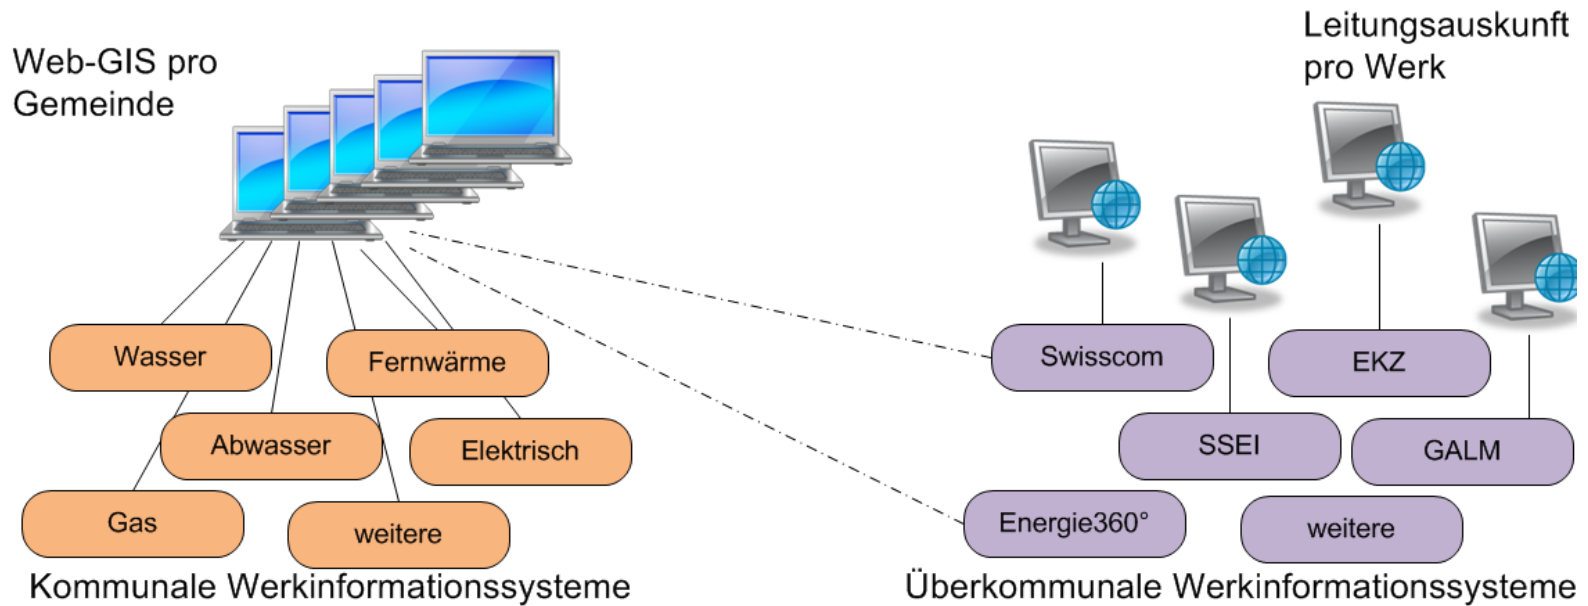 Web-GIS pro
Gemeinde
Leitungsauskunft
pro Werk
Wasser
Fernwärme
Abwasser
Elektrisch
Gas
weitere
Kommunale Werkinformationssysteme
Swisscom
EKZ
SSEI
GALM
Energie360°
weitere
Überkommunale Werkinformationssysteme